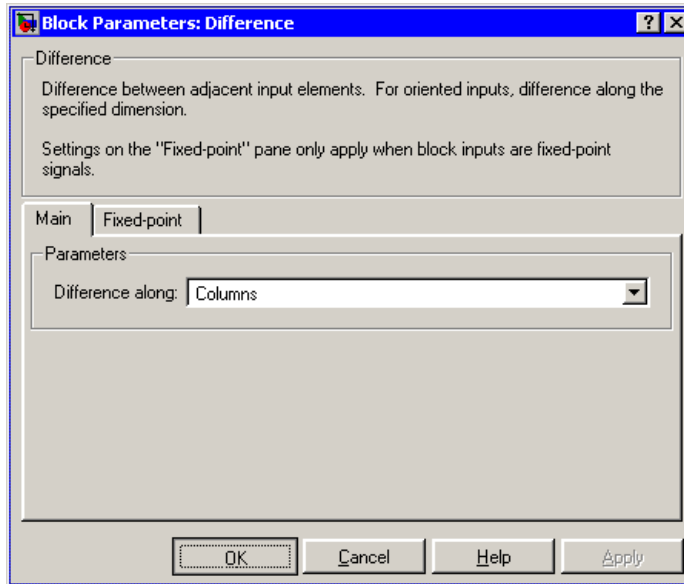 Block Parameters: Difference
Difference
Difference between adjacent input elements.  For oriented inputs, difference along the
specified dimension.
Settings on the "Fixed-point" pane only apply when block inputs are fixed-point
signals.
Main Fixed-point
Parameters
Difference along: Columns
OK Cancel Help Apply